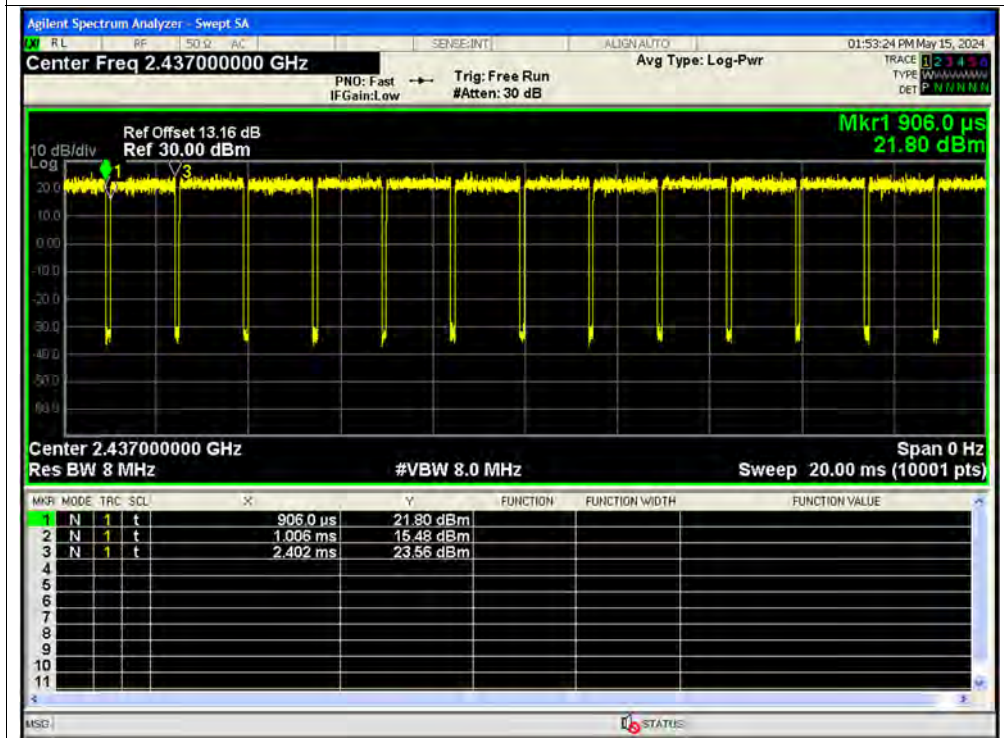 Agilent Spectrum Analyzer - Swept SA
RL RF 50 Ω AC SENSE:INT ALIGN AUTO 01:53:24 PM May 15, 2024
Center Freq 2.437000000 GHz Avg Type: Log-Pwr TRACE 1 2 3 4 5 6
PNO: Fast Trig: Free Run TYPE W
IFGain:Low #Atten: 30 dB DET P N N N N N
Mkr1 906.0 µs
Ref Offset 13.16 dB
10 dB/div Ref 30.00 dBm 21.80 dBm
Log
1 3
20.0
10.0
0.00
-10.0
-20.0
-30.0
-40.0
-50.0
-60.0
Center 2.437000000 GHz Span 0 Hz
Res BW 8 MHz #VBW 8.0 MHz Sweep 20.00 ms (10001 pts)
MKR MODE TRC SCL X Y FUNCTION FUNCTION WIDTH FUNCTION VALUE
1 N 1 t 906.0 µs 21.80 dBm
2 N 1 t 1.006 ms 15.48 dBm
3 N 1 t 2.402 ms 23.56 dBm
4
5
6
7
8
9
10
11
MSG STATUS